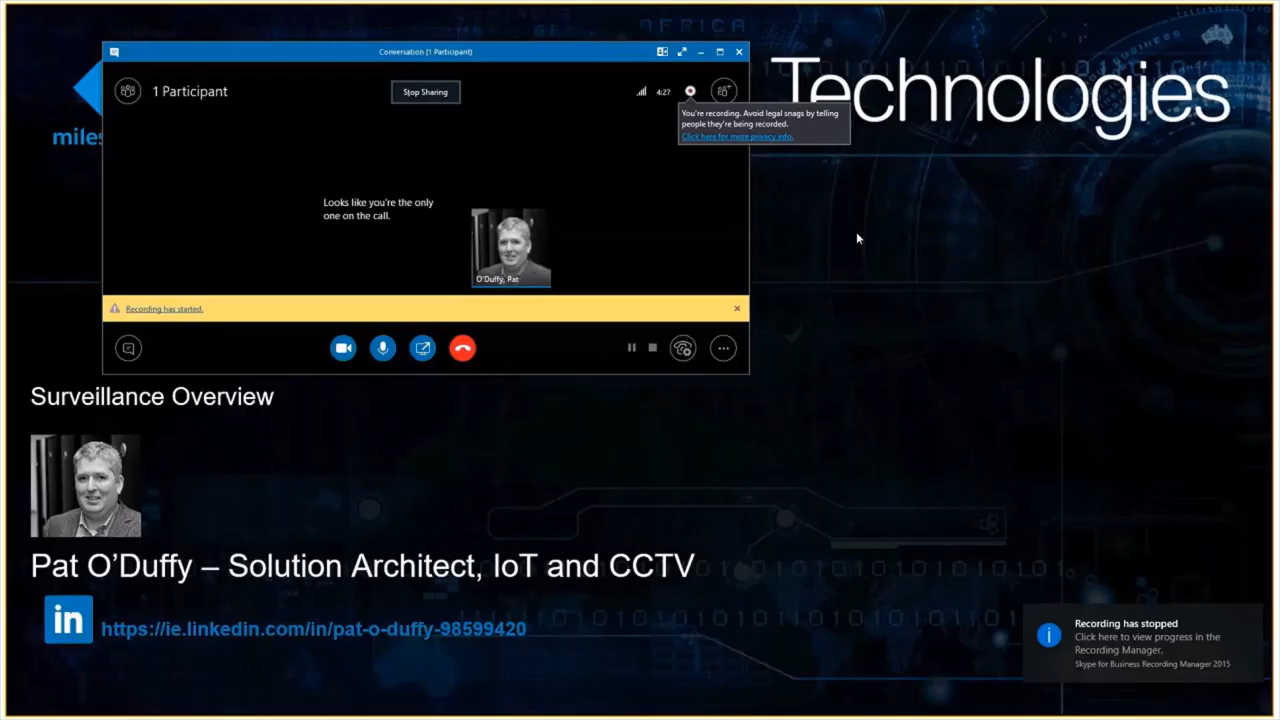 AFRICA
BUSINESS
Conversation (1 Participant)
1 Participant
Stop Sharing
4:27
Technologies
You're recording. Avoid legal snags by telling
people they're being recorded.
Click here for more privacy info.
miles
Looks like you're the only
one on the call.
O'Duffy, Pat
Recording has started.
Surveillance Overview
Pat O’Duffy – Solution Architect, IoT and CCTV
in
https://ie.linkedin.com/in/pat-o-duffy-98599420
Recording has stopped
Click here to view progress in the
Recording Manager.
Skype for Business Recording Manager 2015